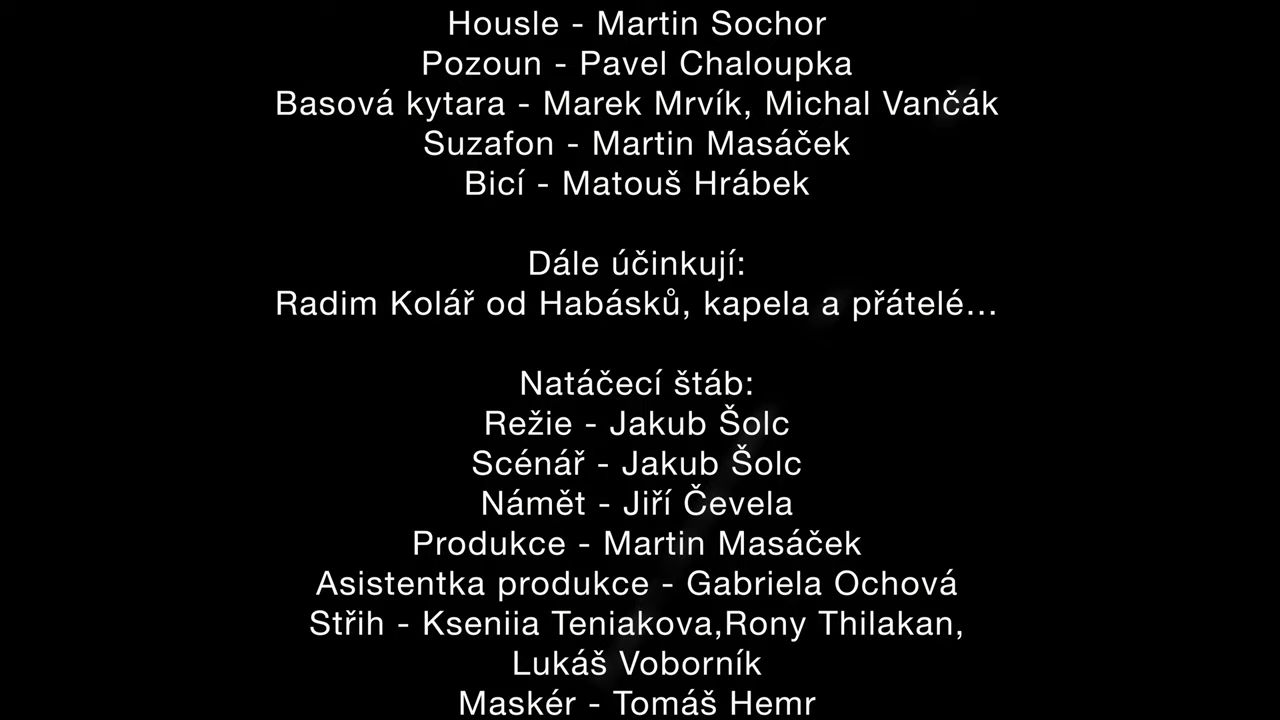 Housle - Martin Sochor
Pozoun - Pavel Chaloupka
Basová kytara - Marek Mrvík, Michal Vančák
Suzafon - Martin Masáček
Bicí - Matouš Hrábek
Dále účinkují:
Radim Kolář od Habásků, kapela a přátelé...
Natáčecí štáb:
Režie - Jakub Šolc
Scénář - Jakub Šolc
Námět - Jiří Čevela
Produkce - Martin Masáček
Asistentka produkce - Gabriela Ochová
Střih - Kseniia Teniakova,Rony Thilakan,
Lukáš Voborník
Maskér - Tomáš Hemr